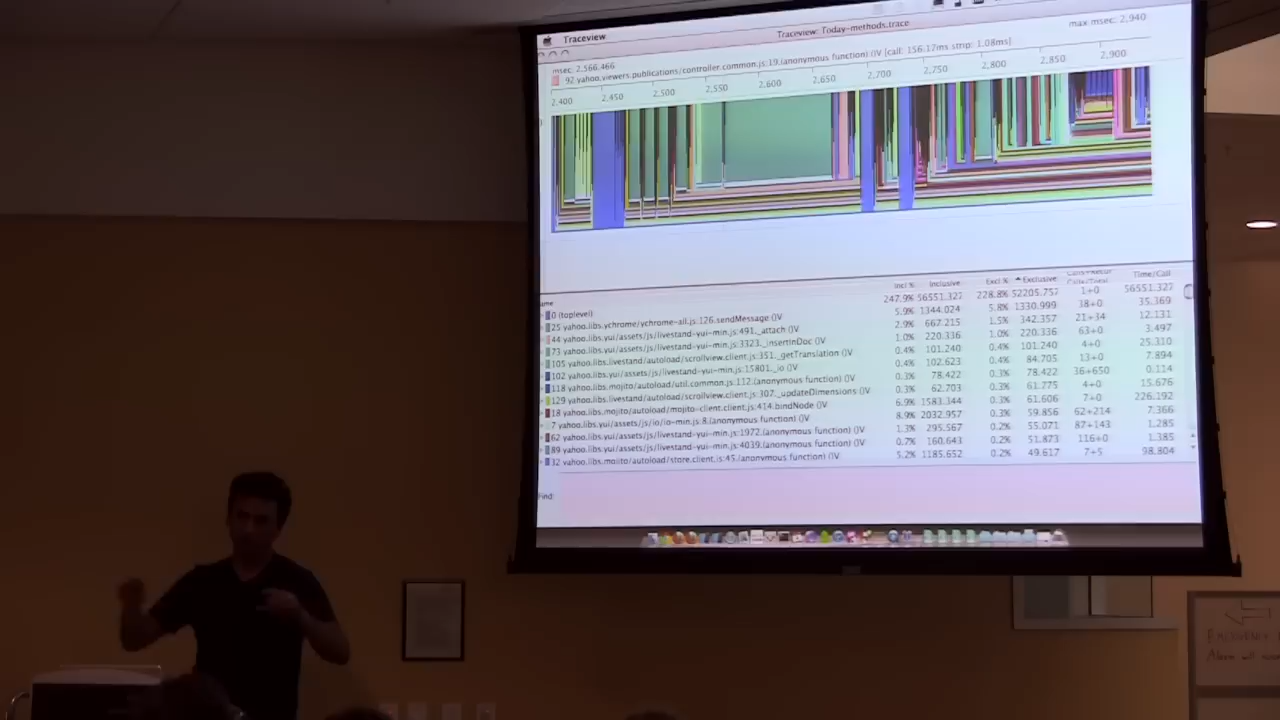 Traceview
Traceview: Today-methods.trace
msec: 2,566.466
max msec: 2,940
92 yahoo.viewers.publications/controller.common.js:19.(anonymous function) ()V [call: 156.17ms strip: 1.08ms]
2,400 2,450 2,500 2,550 2,600 2,650 2,700 2,750 2,800 2,850 2,900
Incl % Inclusive Excl % Exclusive Time/Call
0 (toplevel) 247.9% 56551.327 228.8% 52205.757 1+0 56551.327
25 yahoo.libs.ychrome/ychrome-all.js:126.sendMessage ()V 5.9% 1344.024 5.8% 1330.999 38+0 35.369
44 yahoo.libs.yui/assets/js/livestand-yui-min.js:491._attach ()V 2.9% 667.215 1.5% 342.357 21+34 12.131
73 yahoo.libs.yui/assets/js/livestand-yui-min.js:3323._insertInDoc ()V 1.0% 220.336 1.0% 220.336 63+0 3.497
105 yahoo.libs.livestand/autoload/scrollview.client.js:351._getTranslation ()V 0.4% 101.240 0.4% 101.240 4+0 25.310
102 yahoo.libs.yui/assets/js/livestand-yui-min.js:15801._io ()V 0.4% 102.623 0.4% 84.705 13+0 7.894
118 yahoo.libs.mojito/autoload/util.common.js:112.(anonymous function) ()V 0.3% 78.422 0.3% 78.422 36+650 0.114
129 yahoo.libs.livestand/autoload/scrollview.client.js:307._updateDimensions ()V 0.3% 62.703 0.3% 61.775 4+0 15.676
18 yahoo.libs.mojito/autoload/mojito-client.client.js:414.bindNode ()V 6.9% 1583.344 0.3% 61.606 7+0 226.192
7 yahoo.libs.yui/assets/js/io/io-min.js:8.(anonymous function) ()V 8.9% 2032.957 0.3% 59.856 62+214 7.366
62 yahoo.libs.yui/assets/js/livestand-yui-min.js:1972.(anonymous function) ()V 1.3% 295.567 0.2% 55.071 87+143 1.285
89 yahoo.libs.yui/assets/js/livestand-yui-min.js:4039.(anonymous function) ()V 0.7% 160.643 0.2% 51.873 116+0 1.385
32 yahoo.libs.mojito/autoload/store.client.js:45.(anonymous function) ()V 5.2% 1185.652 0.2% 49.617 7+5 98.804
Find:
EMERGENCY
Alarm will